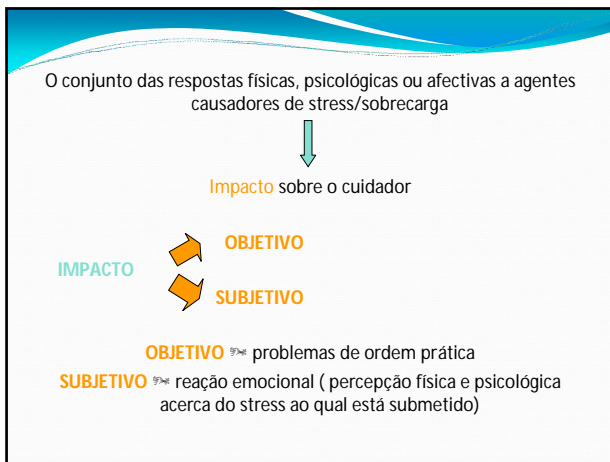 O conjunto das respostas físicas, psicológicas ou afectivas a agentes
causadores de stress/sobrecarga
Impacto sobre o cuidador
OBJETIVO
IMPACTO
SUBJETIVO
OBJETIVO problemas de ordem prática
SUBJETIVO reação emocional ( percepção física e psicológica
acerca do stress ao qual está submetido)